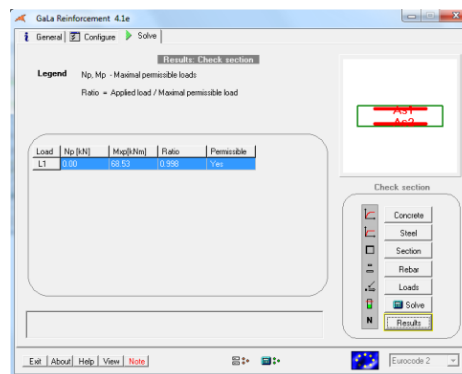 GaLa Reinforcement 4.1e
General Configure Solve
Results: Check section
Legend Np, Mp - Maximal permissible loads
Ratio = Applied load / Maximal permissible load
As1
As2
Load Np [kN] Mxp[kNm] Ratio Permissible
L1 0.00 68.53 0.998 Yes
Check section
Concrete
Steel
Section
Rebar
Loads
Solve
N Results
Exit About Help View Note Eurocode 2